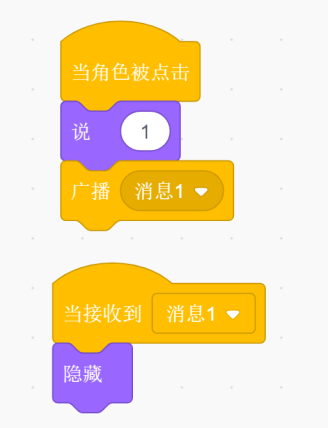 当角色被点击
说 1
广播 消息1
当接收到 消息1
隐藏